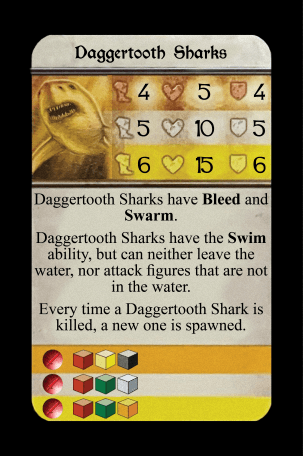 Daggertooth Sharks
4 5 4
5 10 5
6 15 6
Daggertooth Sharks have Bleed and
Swarm.
Daggertooth Sharks have the Swim
ability, but can neither leave the
water, nor attack figures that are not
in the water.
Every time a Daggertooth Shark is
killed, a new one is spawned.